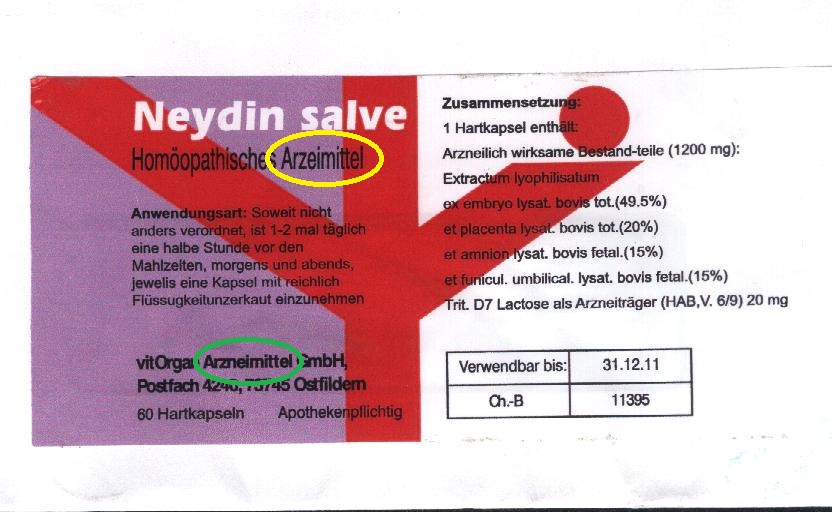 Neydin salve
Homöopathisches Arzeimittel
Anwendungsart: Soweit nicht
anders verordnet, ist 1-2 mal täglich
eine halbe Stunde vor den
Mahlzeiten, morgens und abends,
jewelis eine Kapsel mit reichlich
Flüssugkeitunzerkaut einzunehmen
vitOrgan Arzneimittel GmbH,
Postfach 4240, 73745 Ostfildern
60 Hartkapseln Apothekenpflichtig
Zusammensetzung:
1 Hartkapsel enthält:
Arzneilich wirksame Bestand-teile (1200 mg):
Extractum lyophilisatum
ex embryo lysat. bovis tot.(49.5%)
et placenta lysat. bovis tot.(20%)
et amnion lysat. bovis fetal.(15%)
et funicul. umbilical. lysat. bovis fetal.(15%)
Trit. D7 Lactose als Arzneiträger (HAB,V. 6/9) 20 mg
Verwendbar bis: 31.12.11
Ch.-B 11395